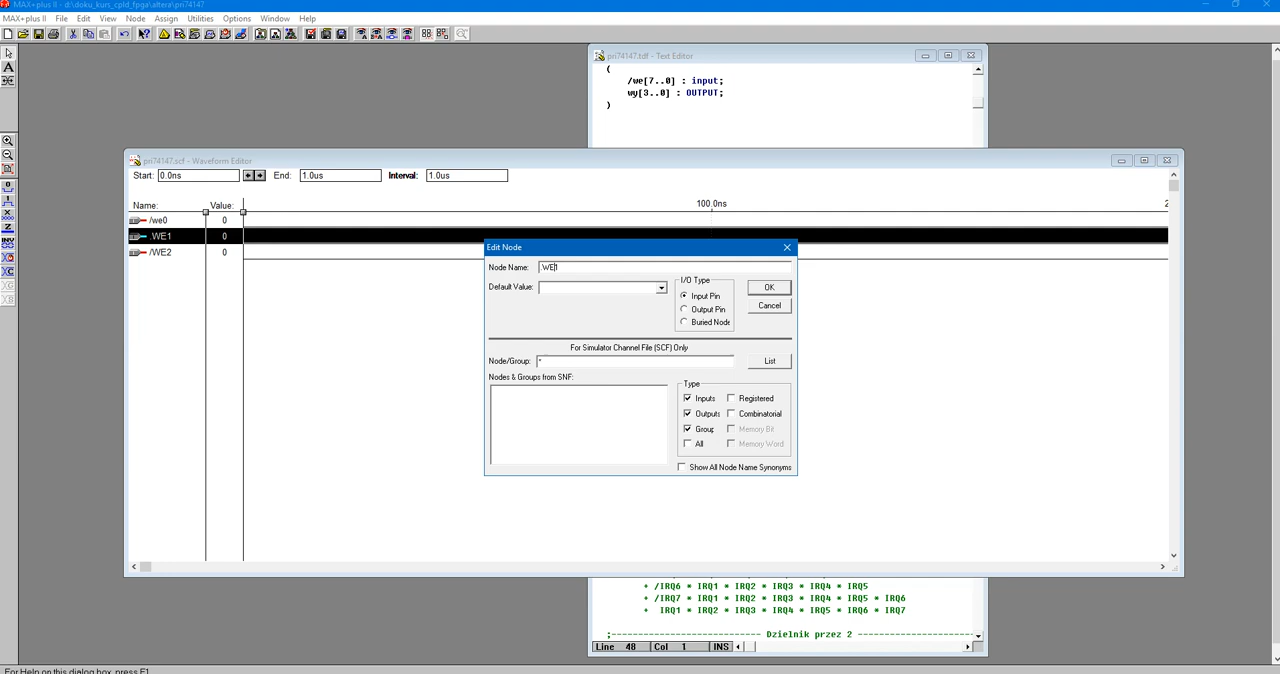 MAX+plus II - d:\doku_kurs_cpld_fpga\altera\pri74147
MAX+plus II File Edit View Node Assign Utilities Options Window Help
pri74147.tdf - Text Editor
(
/we[7..0] : input;
wy[3..0] : OUTPUT;
)
pri74147.scf - Waveform Editor
Start: 0.0ns End: 1.0us Interval: 1.0us
Name: Value: 100.0ns 2
/we0 0
.WE1 0
/WE2 0
Edit Node
Node Name: .WE1
Default Value:
I/O Type
Input Pin
Output Pin
Buried Node
OK
Cancel
For Simulator Channel File (SCF) Only
Node/Group: * List
Nodes & Groups from SNF:
Type
Inputs Registered
Outputs Combinatorial
Group Memory Bit
All Memory Word
Show All Node Name Synonyms
+ /IRQ6 * IRQ1 * IRQ2 * IRQ3 * IRQ4 * IRQ5
+ /IRQ7 * IRQ1 * IRQ2 * IRQ3 * IRQ4 * IRQ5 * IRQ6
+ IRQ1 * IRQ2 * IRQ3 * IRQ4 * IRQ5 * IRQ6 * IRQ7
;---------------------- Dzielnik przez 2 ------------------
Line 48 Col 1 INS
For Help on this dialog box, press F1